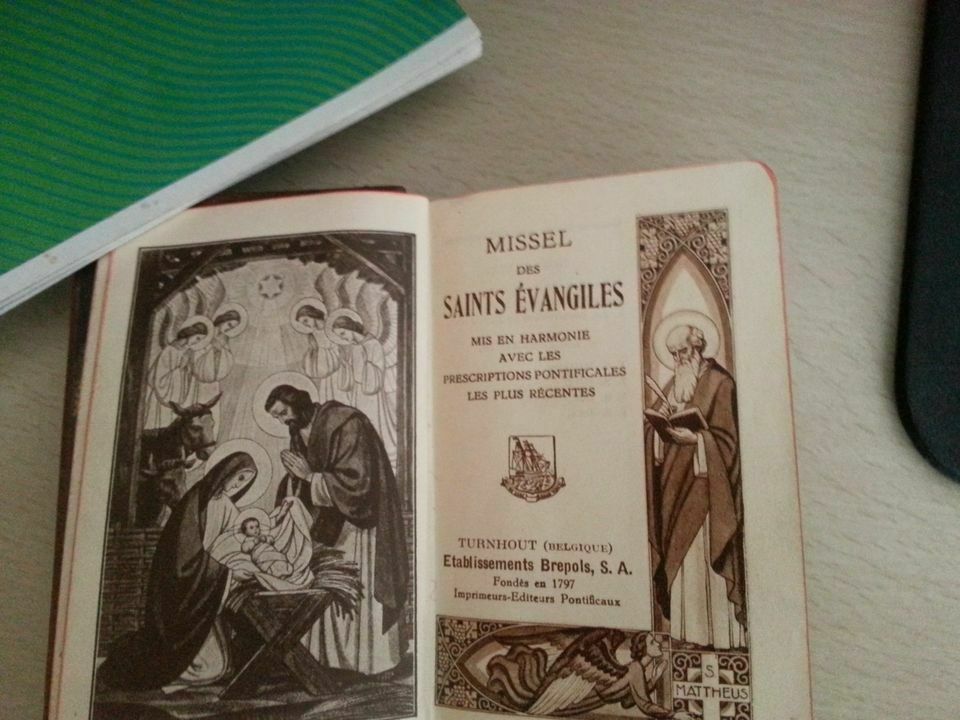 MISSEL
DES
SAINTS ÉVANGILES
MIS EN HARMONIE
AVEC LES
PRESCRIPTIONS PONTIFICALES
LES PLUS RÉCENTES
TURNHOUT (BELGIQUE)
Etablissements Brepols, S. A.
Fondés en 1797
Imprimeurs-Editeurs Pontificaux
S
MATTHEUS